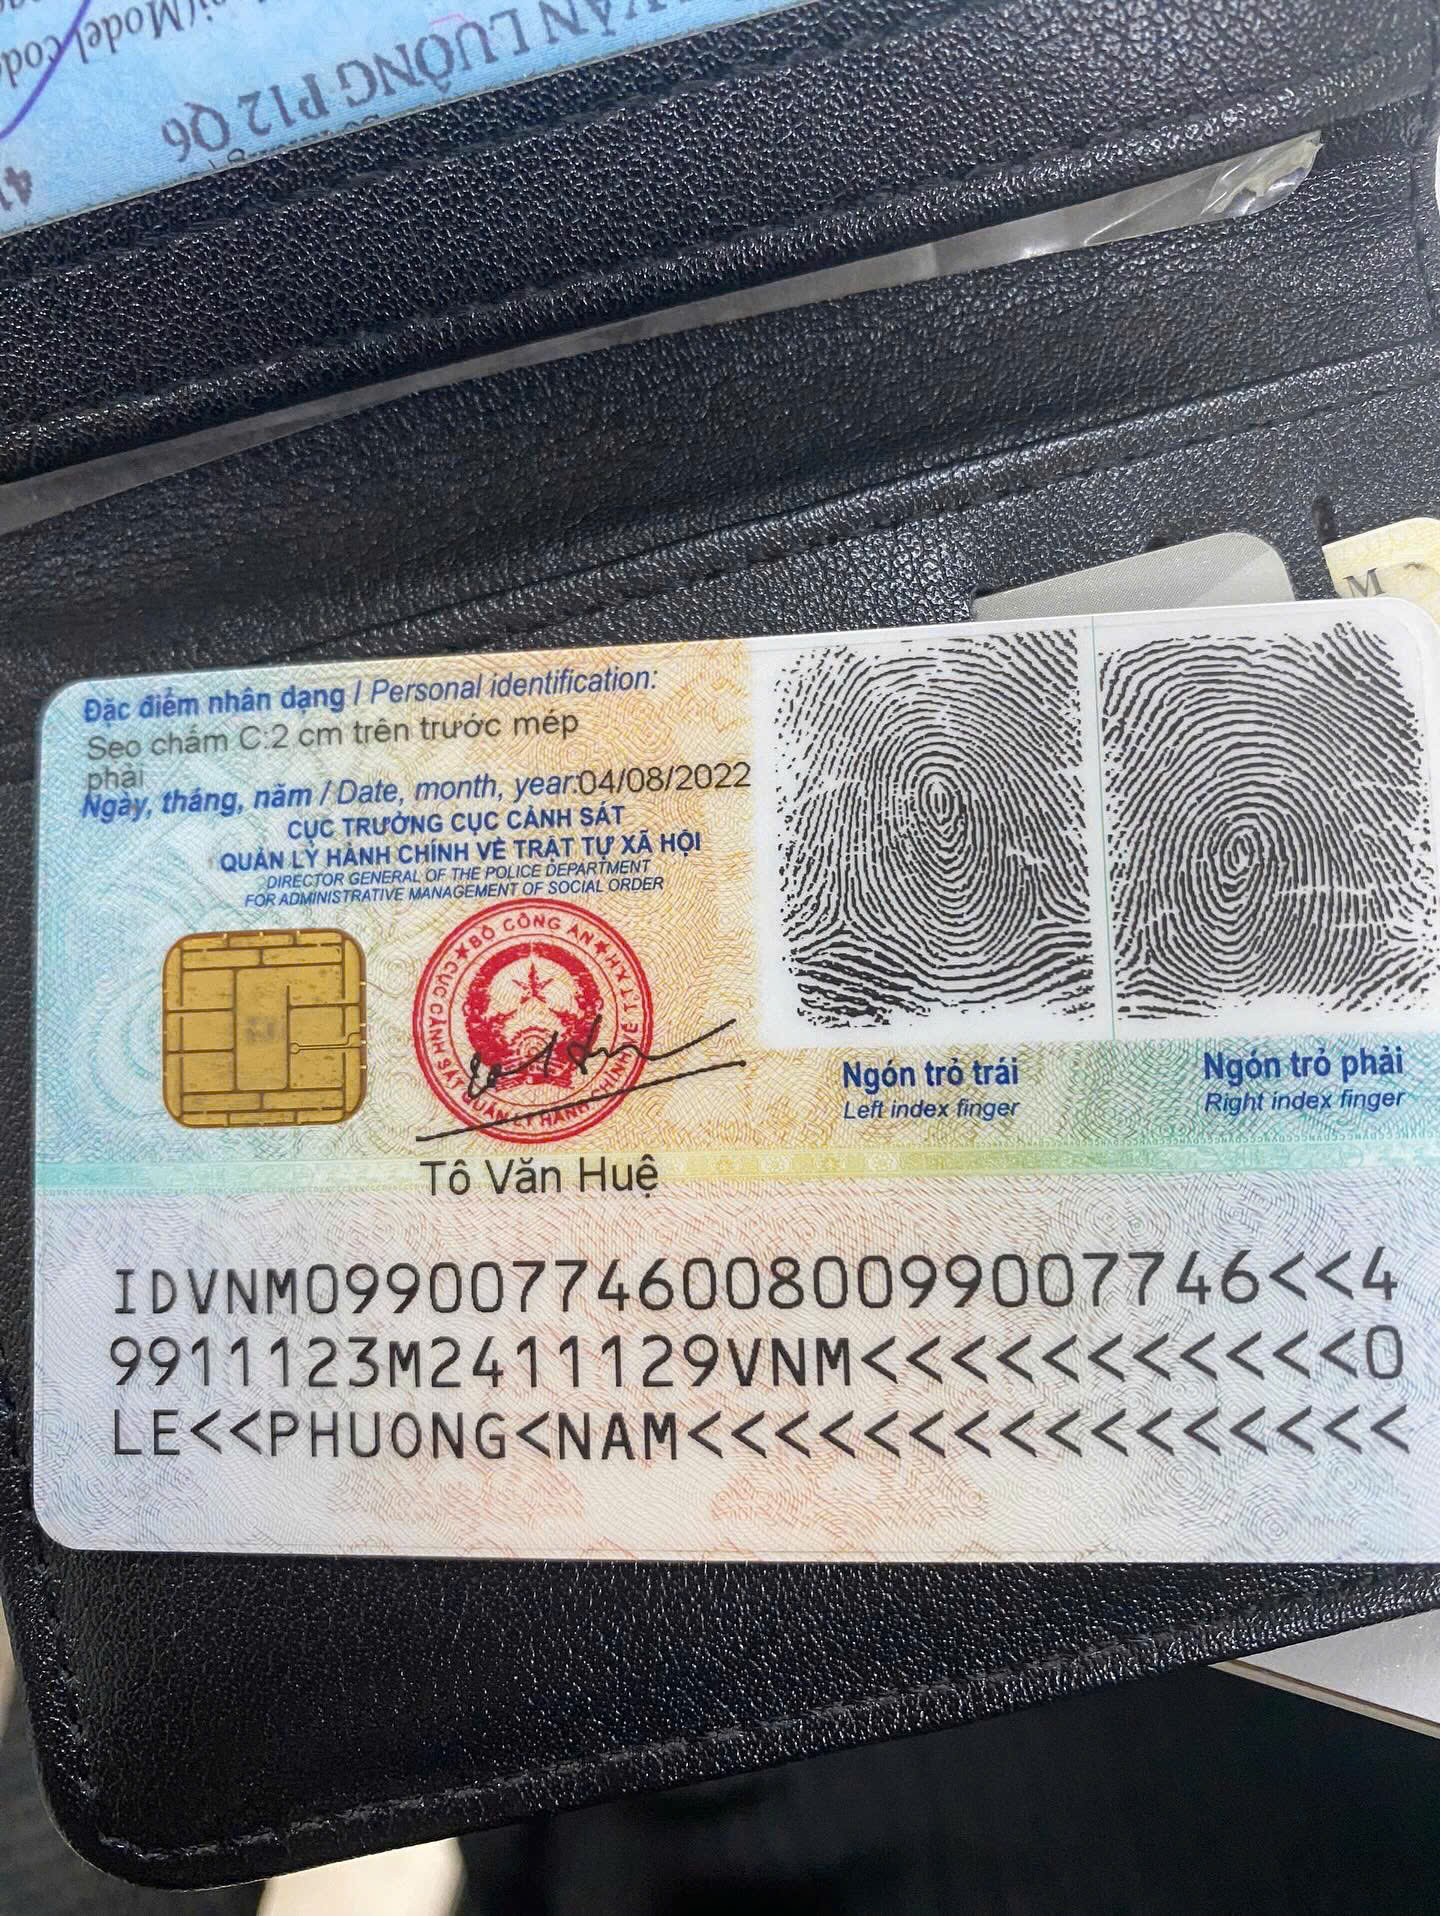 (Model Code
VĂN LUÔNG P12 Q6
41
M
Đặc điểm nhân dạng / Personal identification:
Sẹo chấm C:2 cm trên trước mép
phải
Ngày, tháng, năm / Date, month, year:04/08/2022
CỤC TRƯỞNG CỤC CẢNH SÁT
QUẢN LÝ HÀNH CHÍNH VỀ TRẬT TỰ XÃ HỘI
DIRECTOR GENERAL OF THE POLICE DEPARTMENT
FOR ADMINISTRATIVE MANAGEMENT OF SOCIAL ORDER
BỘ CÔNG AN
CỤC CẢNH SÁT QUẢN LÝ HÀNH CHÍNH VỀ TTXH
Tô Văn Huệ
Ngón trỏ trái
Left index finger
Ngón trỏ phải
Right index finger
IDVNM0990077460080099007746<<4
9911123M2411129VNM<<<<<<<<<<<0
LE<<PHUONG<NAM<<<<<<<<<<<<<<<<